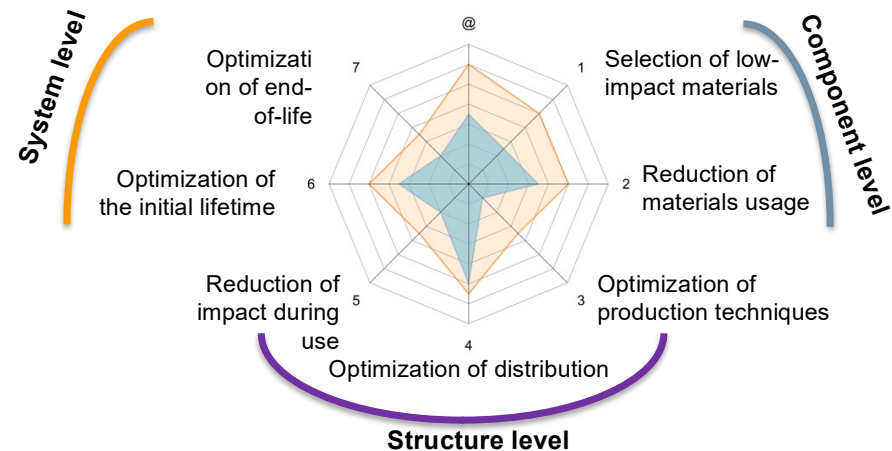 @
System level
Component level
Optimizati
on of end-
of-life
7
1
Selection of low-
impact materials
Optimization of
the initial lifetime
6
2
Reduction of
materials usage
Reduction of
impact during
use
5
3
Optimization of
production techniques
4
Optimization of distribution
Structure level